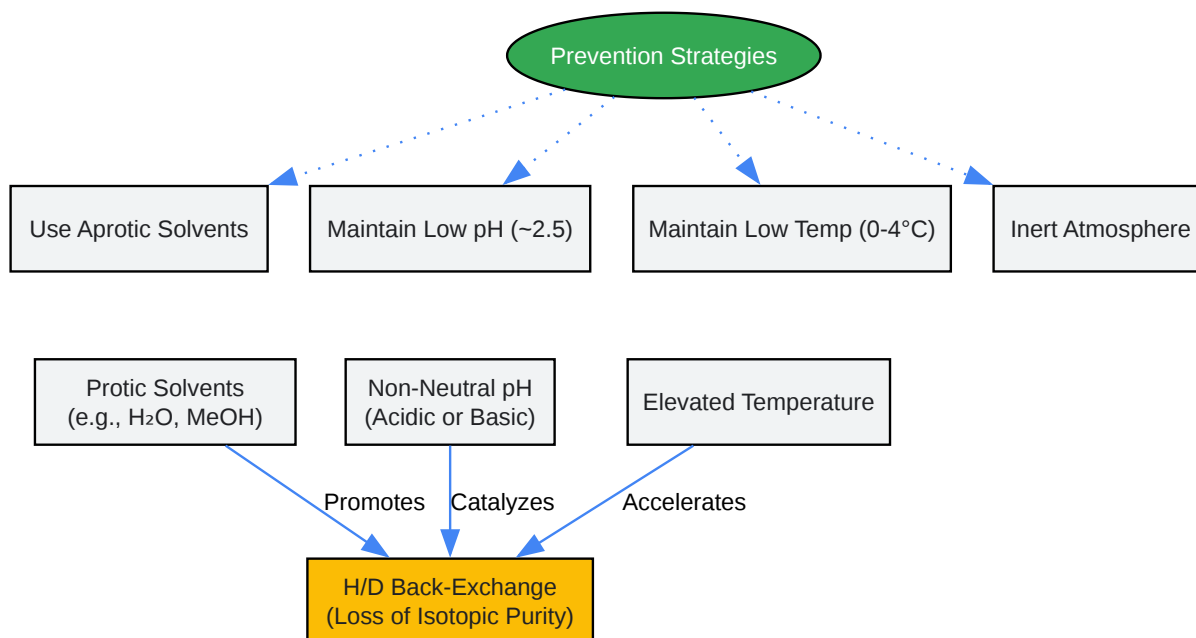 Prevention Strategies
Use Aprotic Solvents
Maintain Low pH (~2.5)
Maintain Low Temp (0-4°C)
Inert Atmosphere
Protic Solvents
(e.g., H₂O, MeOH)
Non-Neutral pH
(Acidic or Basic)
Elevated Temperature
Promotes
Catalyzes
Accelerates
H/D Back-Exchange
(Loss of Isotopic Purity)